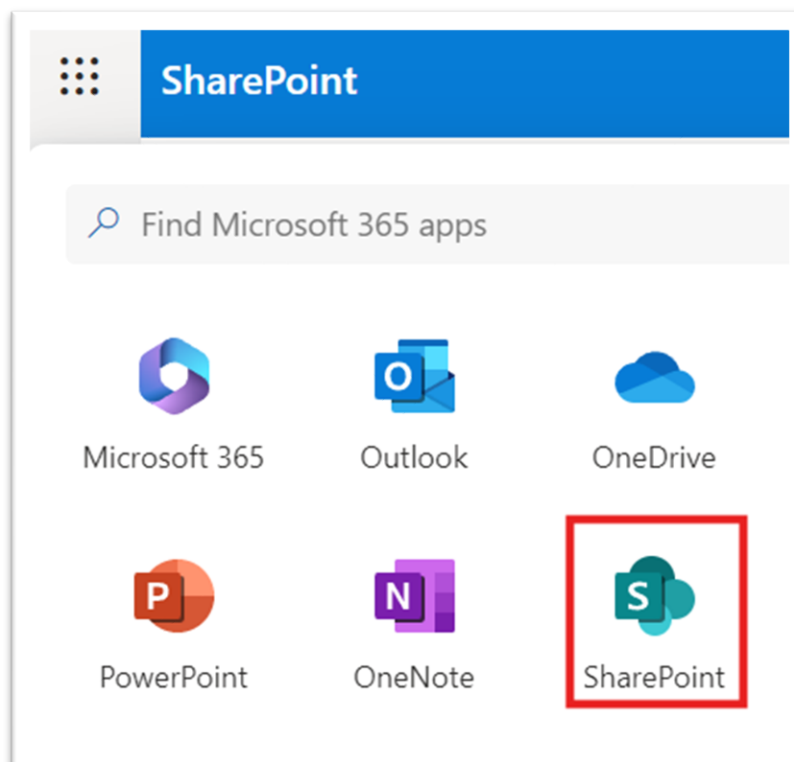 SharePoint
Find Microsoft 365 apps
O
Microsoft 365 Outlook OneDrive
P N S
PowerPoint OneNote SharePoint